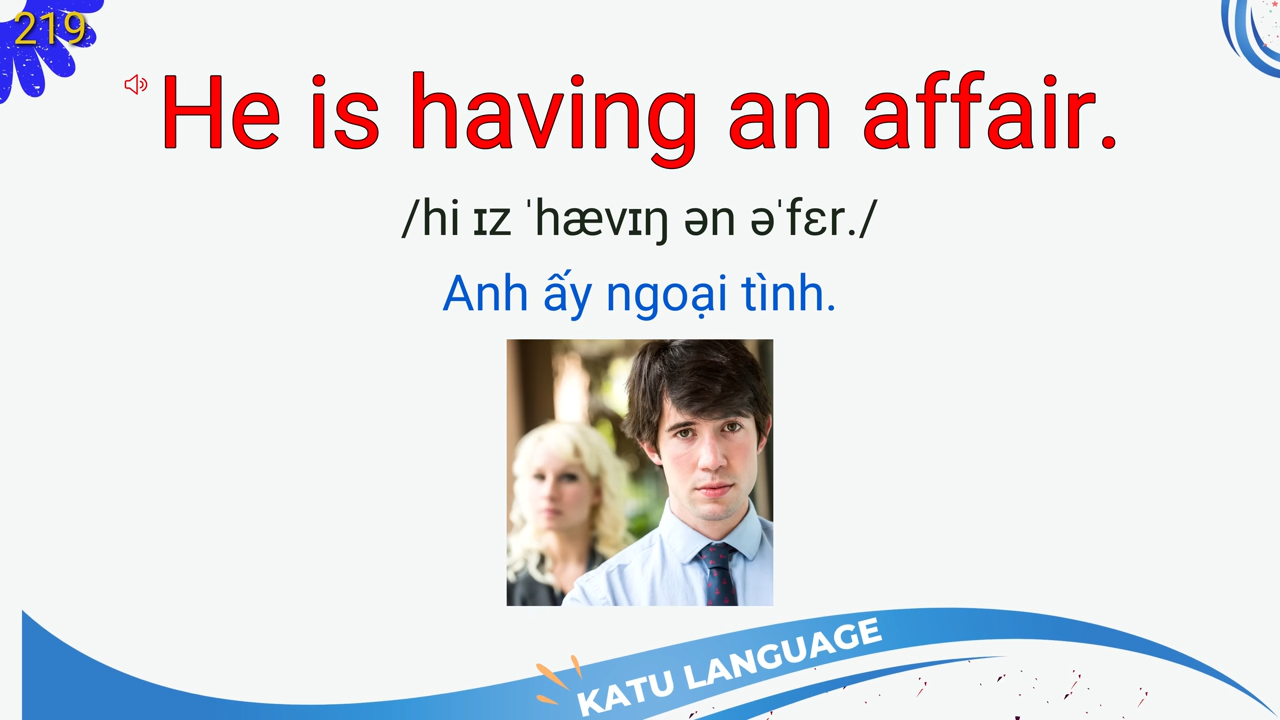 219
He is having an affair.
/hi ɪz ˈhævɪŋ ən əˈfɛr./
Anh ấy ngoại tình.
KATU LANGUAGE